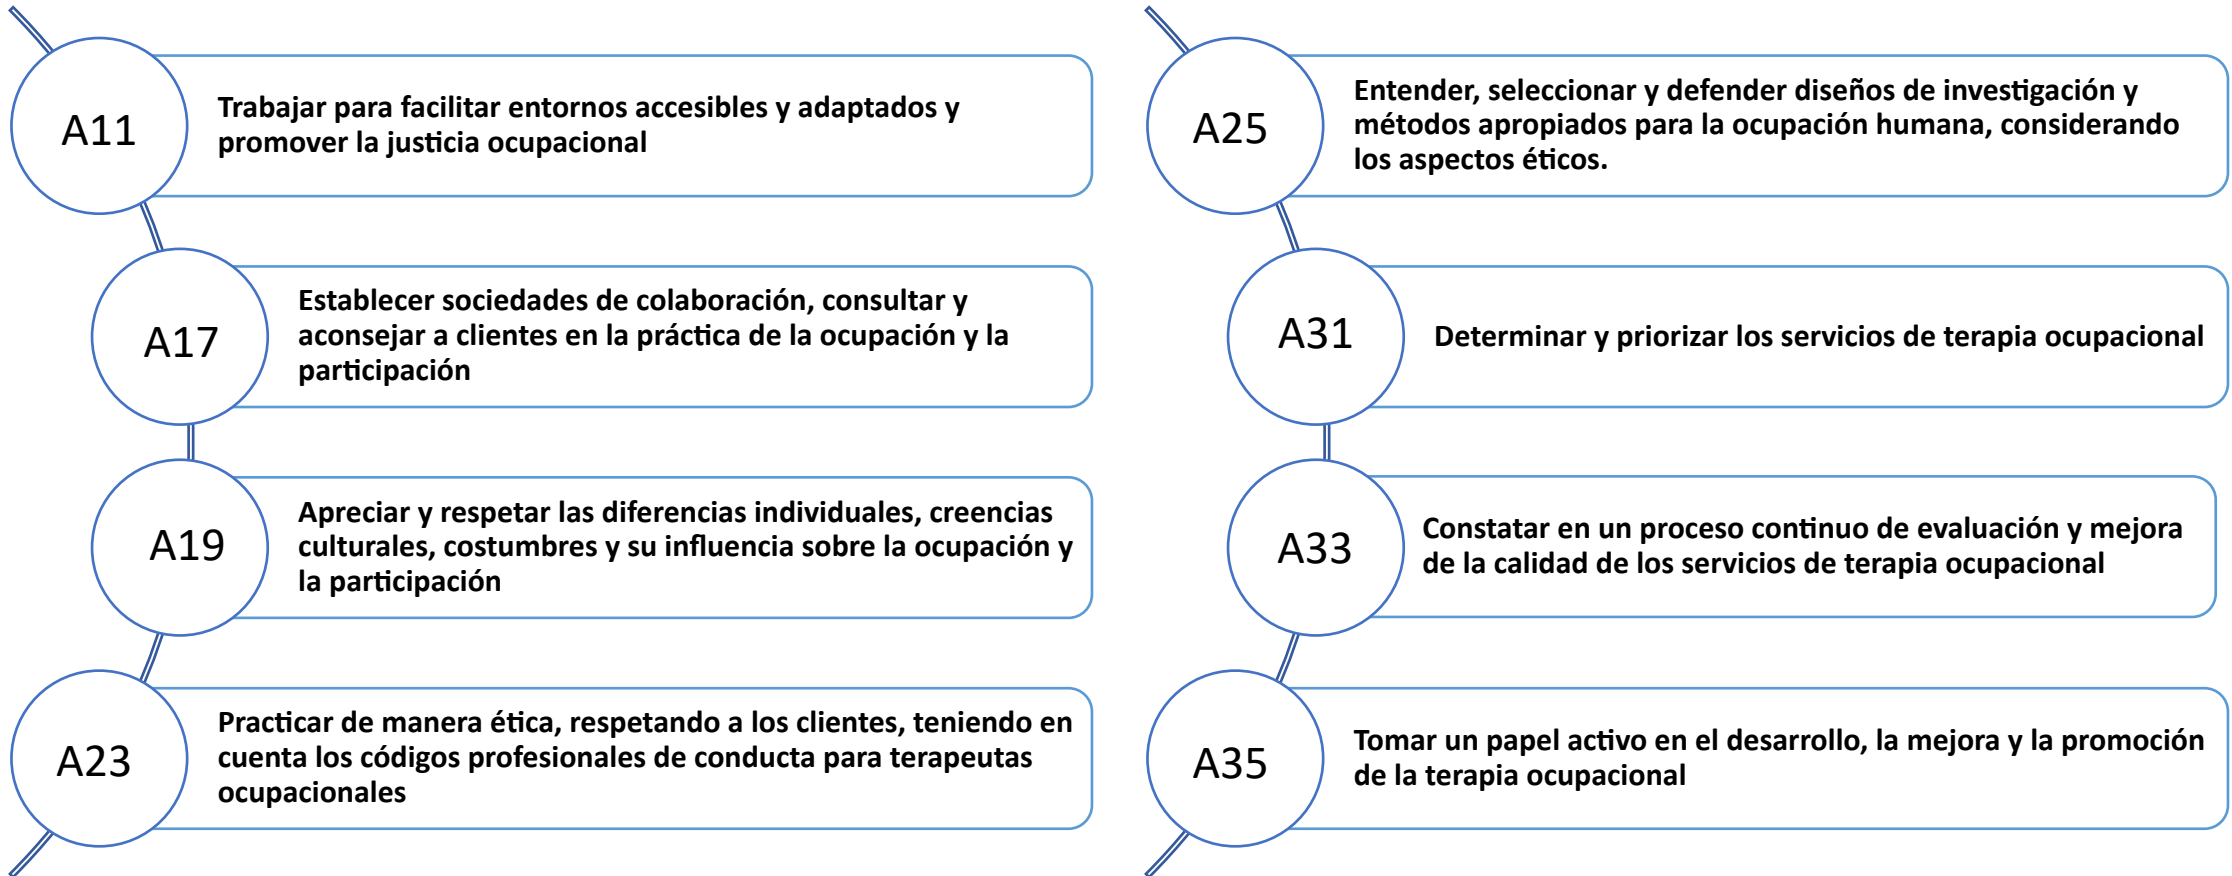 A11
Trabajar para facilitar entornos accesibles y adaptados y
promover la justicia ocupacional
A17
Establecer sociedades de colaboración, consultar y
aconsejar a clientes en la práctica de la ocupación y la
participación
A19
Apreciar y respetar las diferencias individuales, creencias
culturales, costumbres y su influencia sobre la ocupación y
la participación
A23
Practicar de manera ética, respetando a los clientes, teniendo en
cuenta los códigos profesionales de conducta para terapeutas
ocupacionales
A25
Entender, seleccionar y defender diseños de investigación y
métodos apropiados para la ocupación humana, considerando
los aspectos éticos.
A31
Determinar y priorizar los servicios de terapia ocupacional
A33
Constatar en un proceso continuo de evaluación y mejora
de la calidad de los servicios de terapia ocupacional
A35
Tomar un papel activo en el desarrollo, la mejora y la promoción
de la terapia ocupacional